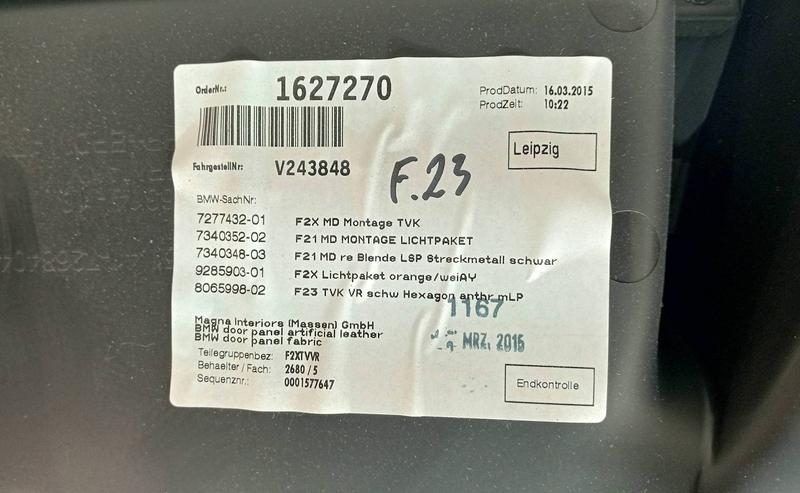 OrderNr.: 1627270
ProdDatum: 16.03.2015
ProdZeit: 10:22
Leipzig
FahrgestellNr: V243848
F.23
BMW-SachNr:
7277432-01 F2X MD Montage TVK
7340352-02 F21 MD MONTAGE LICHTPAKET
7340348-03 F21 MD re Blende LSP Streckmetall schwar
9285903-01 F2X Lichtpaket orange/weiAY
8065998-02 F23 TVK VR schw Hexagon anthr mLP
1167
MRZ. 2015
Magna Interiors (Massen) GmbH
BMW door panel artificial leather
BMW door panel fabric
Teilegruppenbez: F2XTVVR
Behaelter / Fach: 2680 / 5
Sequenznr.: 0001577647
Endkontrolle